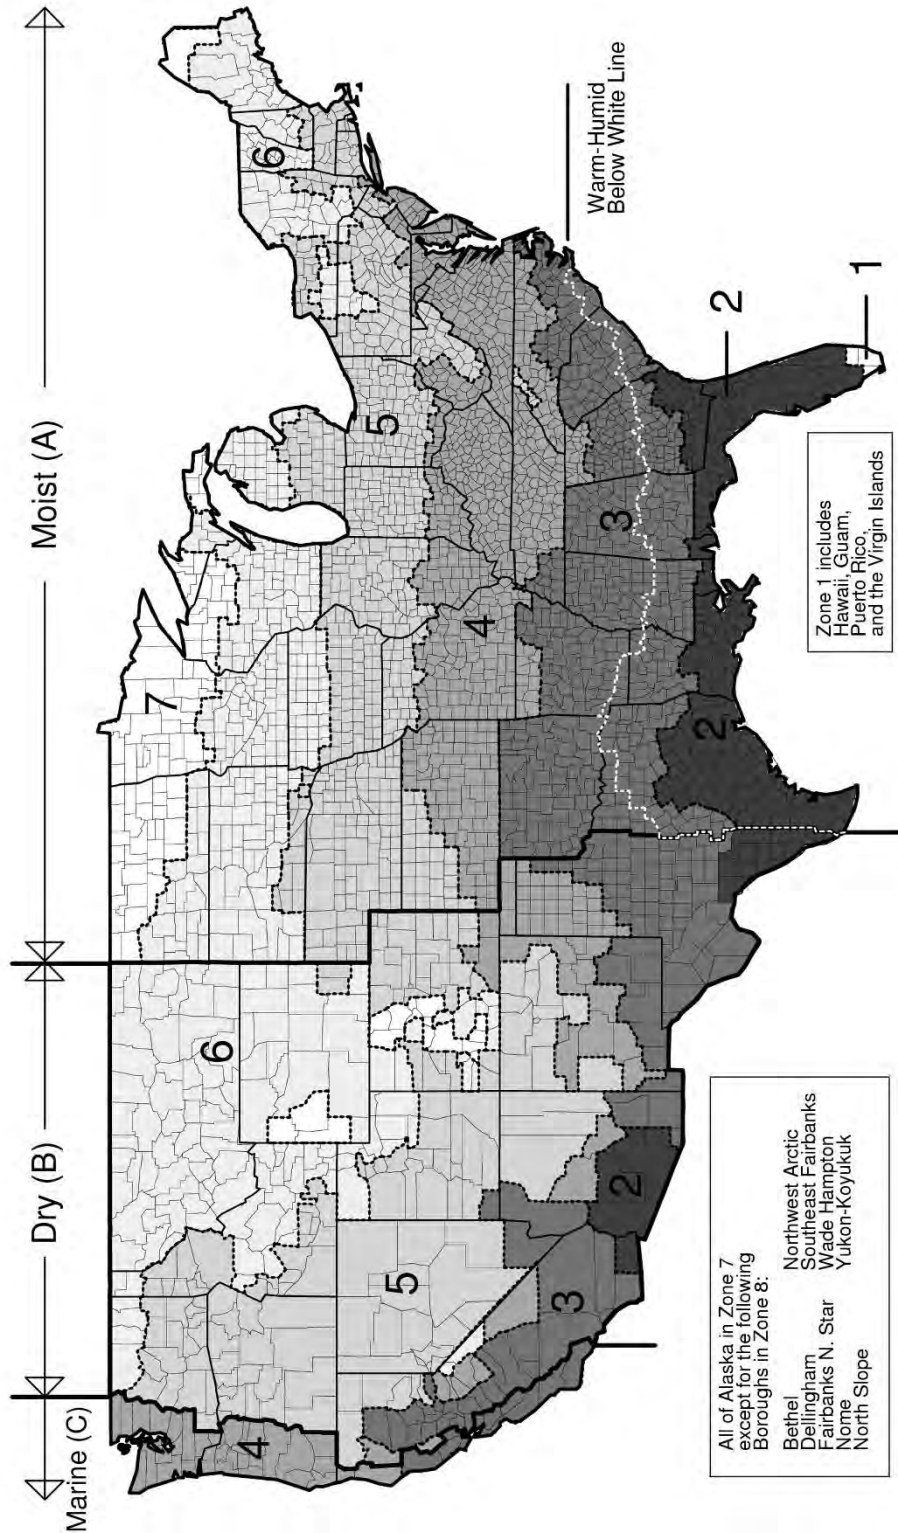 Marine (C)
Dry (B)
Moist (A)
7
6
6
5
5
4
4
3
3
2
2
2
1
Warm-Humid
Below White Line
All of Alaska in Zone 7
except for the following
Boroughs in Zone 8:
Bethel
Dellingham
Fairbanks N. Star
Nome
North Slope
Northwest Arctic
Southeast Fairbanks
Wade Hampton
Yukon-Koyukuk
Zone 1 includes
Hawaii, Guam,
Puerto Rico,
and the Virgin Islands